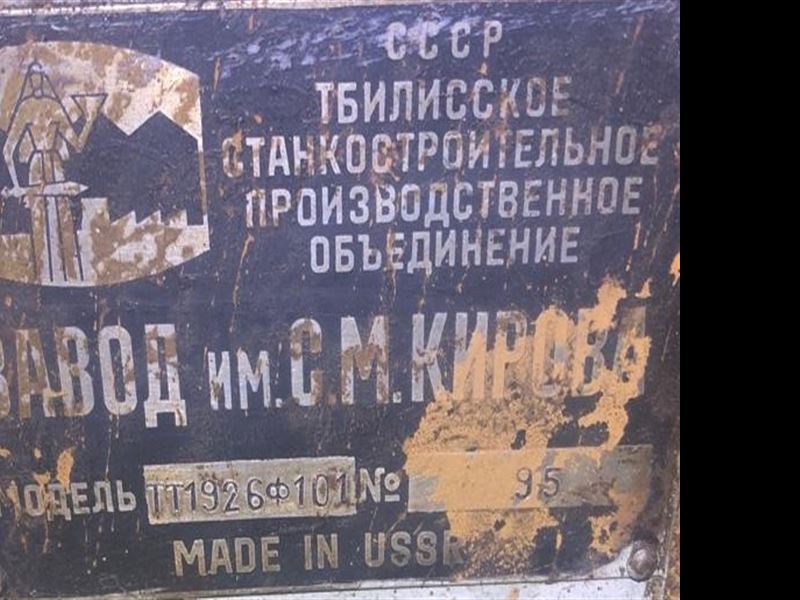 СССР
ТБИЛИССКОЕ
СТАНКОСТРОИТЕЛЬНОЕ
ПРОИЗВОДСТВЕННОЕ
ОБЪЕДИНЕНИЕ
ЗАВОД ИМ. С.М. КИРОВА
МОДЕЛЬ ТТ1926Ф101 № 95
MADE IN USSR